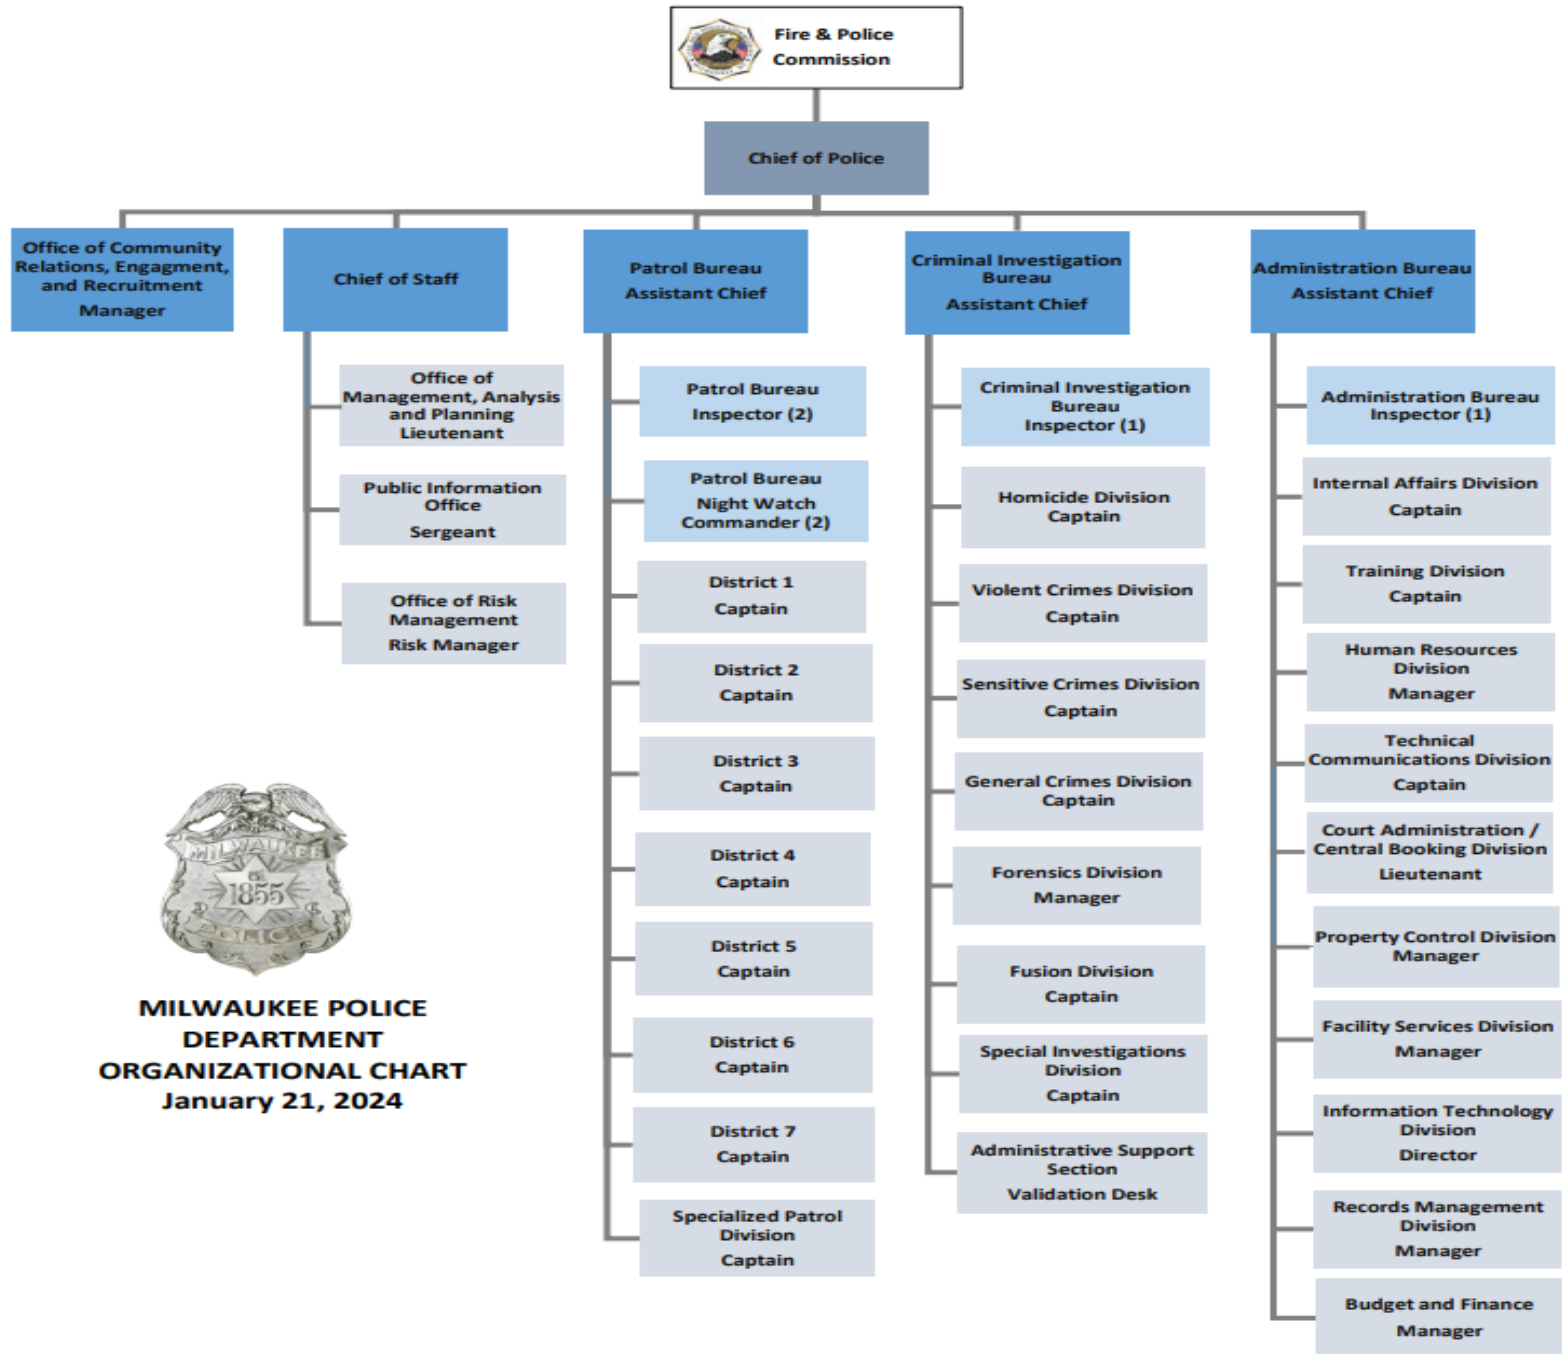 Fire & Police
Commission
Chief of Police
Office of Community
Relations, Engagment,
and Recruitment
Manager
Chief of Staff
Patrol Bureau
Assistant Chief
Criminal Investigation
Bureau
Assistant Chief
Administration Bureau
Assistant Chief
Office of
Management, Analysis
and Planning
Lieutenant
Public Information
Office
Sergeant
Office of Risk
Management
Risk Manager
Patrol Bureau
Inspector (2)
Patrol Bureau
Night Watch
Commander (2)
District 1
Captain
District 2
Captain
District 3
Captain
District 4
Captain
District 5
Captain
District 6
Captain
District 7
Captain
Specialized Patrol
Division
Captain
Criminal Investigation
Bureau
Inspector (1)
Homicide Division
Captain
Violent Crimes Division
Captain
Sensitive Crimes Division
Captain
General Crimes Division
Captain
Forensics Division
Manager
Fusion Division
Captain
Special Investigations
Division
Captain
Administrative Support
Section
Validation Desk
Administration Bureau
Inspector (1)
Internal Affairs Division
Captain
Training Division
Captain
Human Resources
Division
Manager
Technical
Communications Division
Captain
Court Administration /
Central Booking Division
Lieutenant
Property Control Division
Manager
Facility Services Division
Manager
Information Technology
Division
Director
Records Management
Division
Manager
Budget and Finance
Manager
MILWAUKEE
1855
POLICE
MILWAUKEE POLICE
DEPARTMENT
ORGANIZATIONAL CHART
January 21, 2024